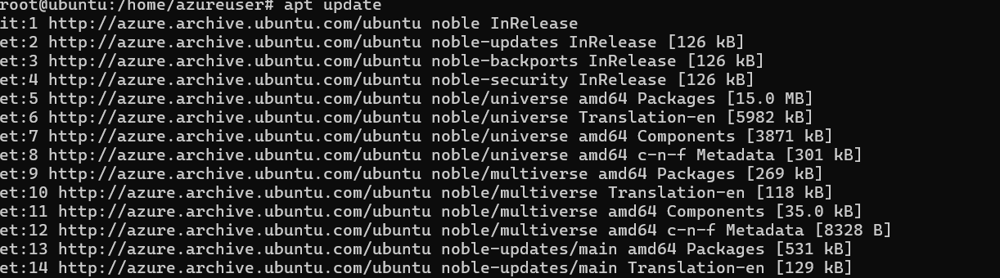 root@ubuntu:/home/azureuser# apt update
it:1 http://azure.archive.ubuntu.com/ubuntu noble InRelease
et:2 http://azure.archive.ubuntu.com/ubuntu noble-updates InRelease [126 kB]
et:3 http://azure.archive.ubuntu.com/ubuntu noble-backports InRelease [126 kB]
et:4 http://azure.archive.ubuntu.com/ubuntu noble-security InRelease [126 kB]
et:5 http://azure.archive.ubuntu.com/ubuntu noble/universe amd64 Packages [15.0 MB]
et:6 http://azure.archive.ubuntu.com/ubuntu noble/universe Translation-en [5982 kB]
et:7 http://azure.archive.ubuntu.com/ubuntu noble/universe amd64 Components [3871 kB]
et:8 http://azure.archive.ubuntu.com/ubuntu noble/universe amd64 c-n-f Metadata [301 kB]
et:9 http://azure.archive.ubuntu.com/ubuntu noble/multiverse amd64 Packages [269 kB]
et:10 http://azure.archive.ubuntu.com/ubuntu noble/multiverse Translation-en [118 kB]
et:11 http://azure.archive.ubuntu.com/ubuntu noble/multiverse amd64 Components [35.0 kB]
et:12 http://azure.archive.ubuntu.com/ubuntu noble/multiverse amd64 c-n-f Metadata [8328 B]
et:13 http://azure.archive.ubuntu.com/ubuntu noble-updates/main amd64 Packages [531 kB]
et:14 http://azure.archive.ubuntu.com/ubuntu noble-updates/main Translation-en [129 kB]